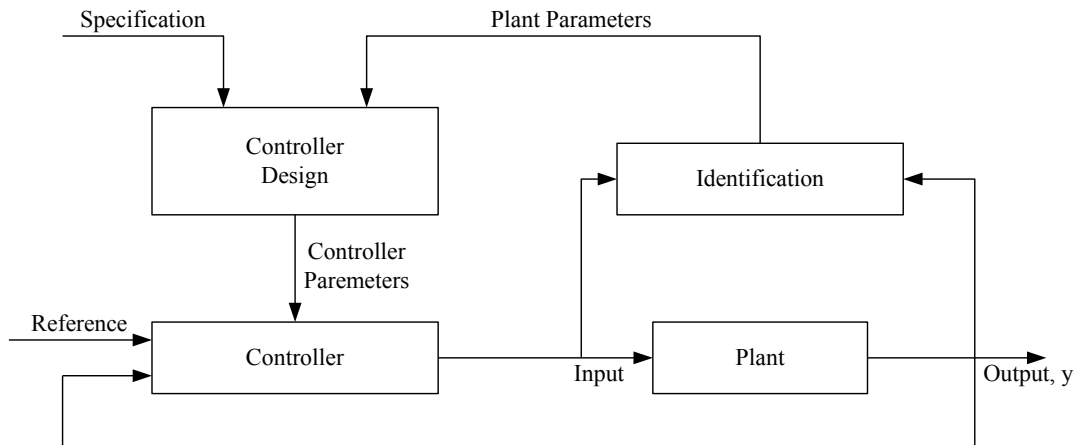 Specification
Plant Parameters
Controller
Design
Identification
Controller
Paremeters
Reference
Controller
Input
Plant
Output, y